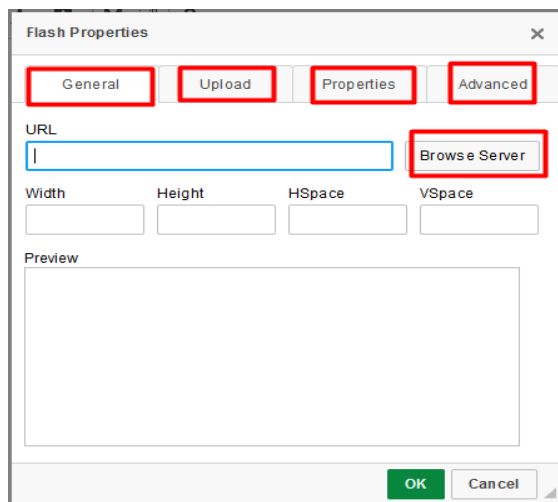 Flash Properties
General Upload Properties Advanced
URL
Browse Server
Width Height HSpace VSpace
Preview
OK Cancel